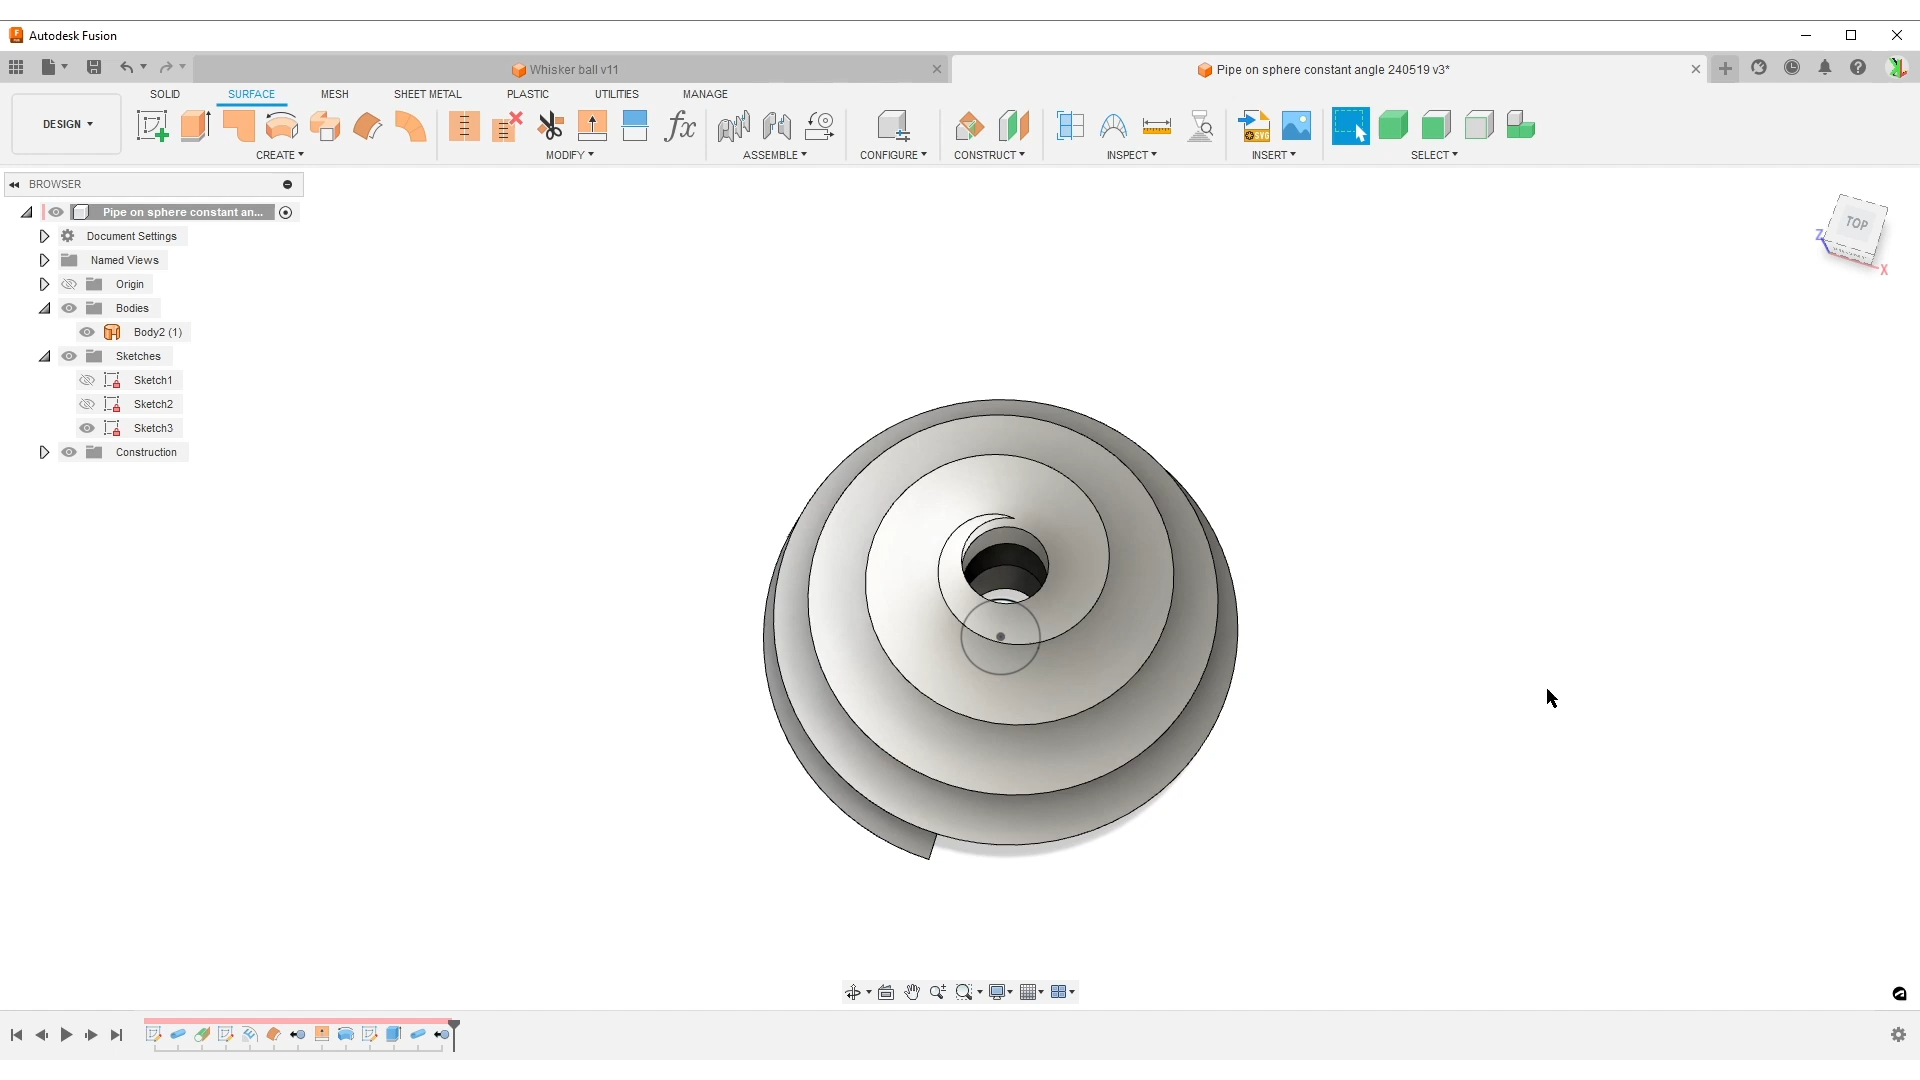 Autodesk Fusion
Whisker ball v11
Pipe on sphere constant angle 240519 v3*
DESIGN
SOLID
SURFACE
MESH
SHEET METAL
PLASTIC
UTILITIES
MANAGE
CREATE
MODIFY
ASSEMBLE
CONFIGURE
CONSTRUCT
INSPECT
INSERT
SELECT
BROWSER
Pipe on sphere constant an...
Document Settings
Named Views
Origin
Bodies
Body2 (1)
Sketches
Sketch1
Sketch2
Sketch3
Construction
TOP
Z
X